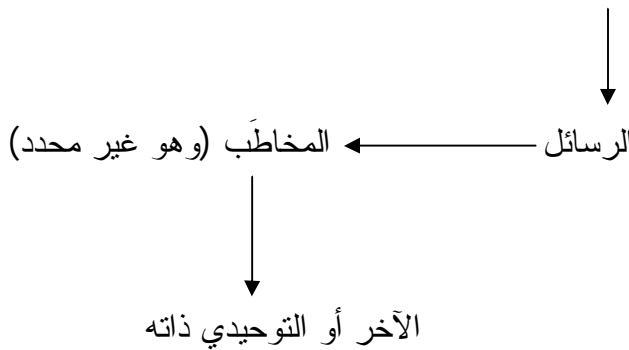 الرسائل
المخاطَب (وهو غير محدد)
الآخر أو التوحيدي ذاته